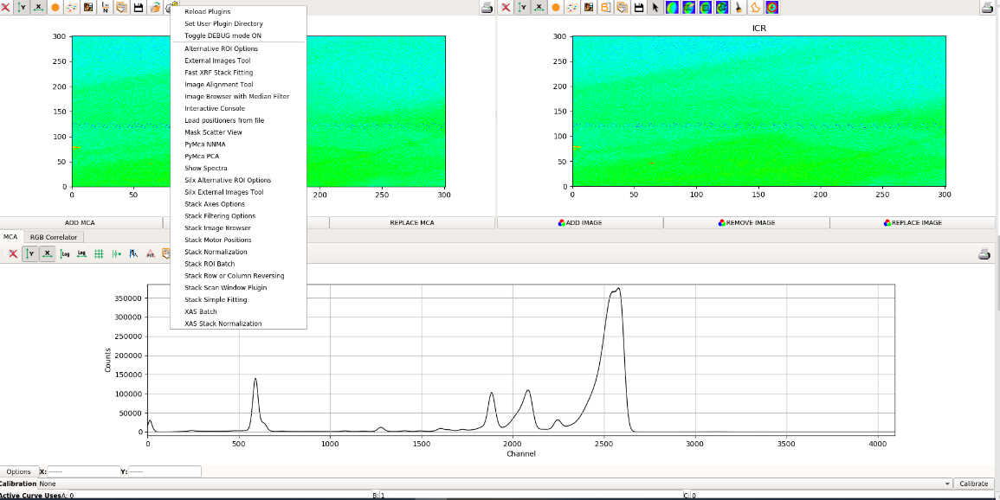 Reload Plugins
Set User Plugin Directory
Toggle DEBUG mode ON
Alternative ROI Options
External Images Tool
Fast XRF Stack Fitting
Image Alignment Tool
Image Browser with Median Filter
Interactive Console
Load positioners from file
Mask Scatter View
PyMca NNMA
PyMca PCA
Show Spectra
Silx Alternative ROI Options
Silx External Images Tool
Stack Axes Options
Stack Filtering Options
Stack Image Browser
Stack Motor Positions
Stack Normalization
Stack ROI Batch
Stack Row or Column Reversing
Stack Scan Window Plugin
Stack Simple Fitting
XAS Batch
XAS Stack Normalization
300
250
200
150
100
50
0
0 50 200 250 300
ICR
300
250
200
150
100
50
0
0 50 100 150 200 250 300
ADD MCA REPLACE MCA ADD IMAGE REMOVE IMAGE REPLACE IMAGE
MCA RGB Correlator
Log Log
350000
300000
250000
200000
150000
100000
50000
0
Counts
0 500 1000 1500 2000 2500 3000 3500 4000
Channel
Options X: ------ Y: ------
Calibration None Calibrate
Active Curve Uses A: 0 B: 1 C: 0